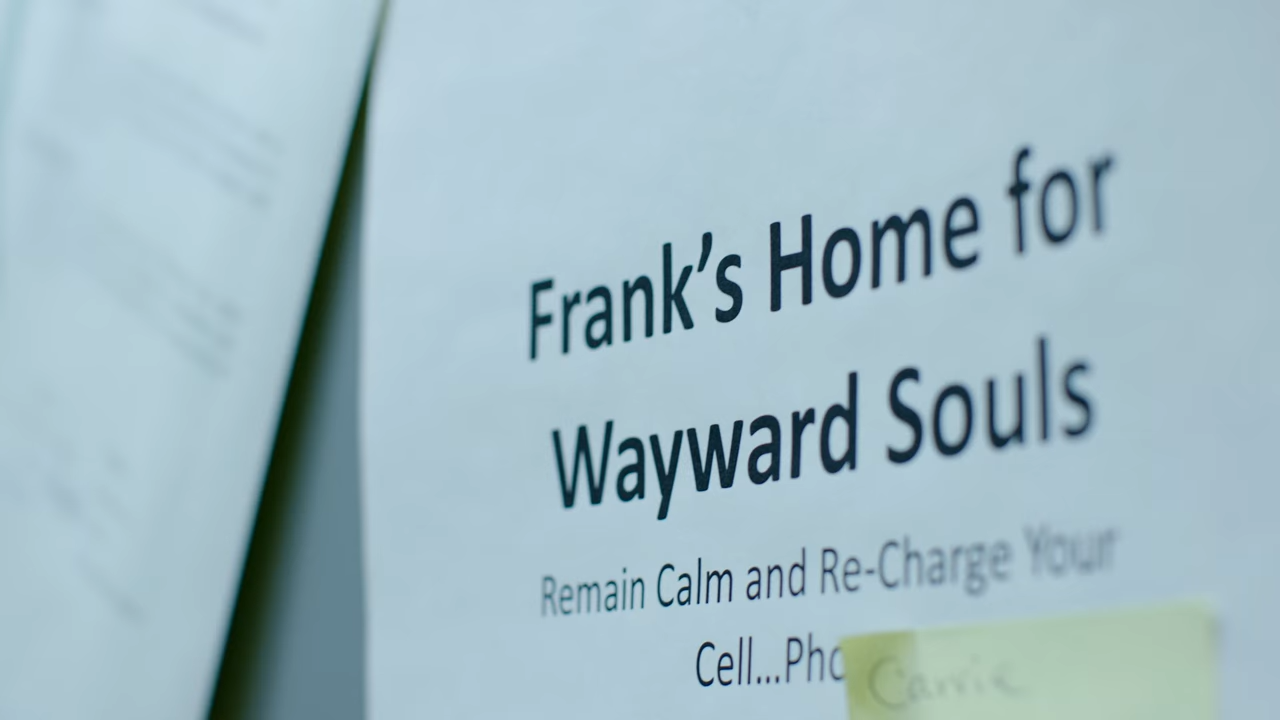 Frank’s Home for
Wayward Souls
Remain Calm and Re-Charge Your
Cell...Pho
Carrie